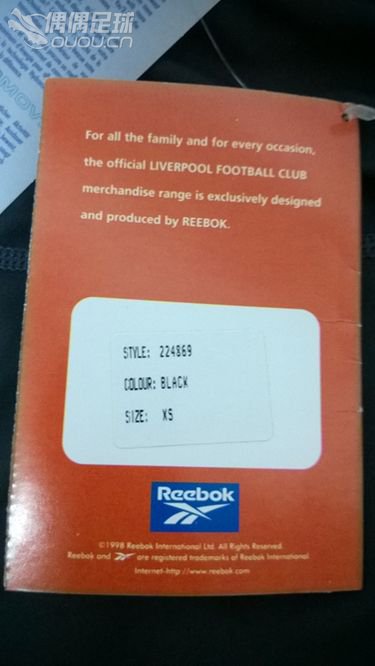 偶偶足球
ouou.cn
For all the family and for every occasion,
the official LIVERPOOL FOOTBALL CLUB
merchandise range is exclusively designed
and produced by REEBOK.
STYLE: 224869
COLOUR: BLACK
SIZE: XS
Reebok
©1998 Reebok International Ltd. All Rights Reserved.
Reebok and are registered trademarks of Reebok International.
Internet-http://www.reebok.com